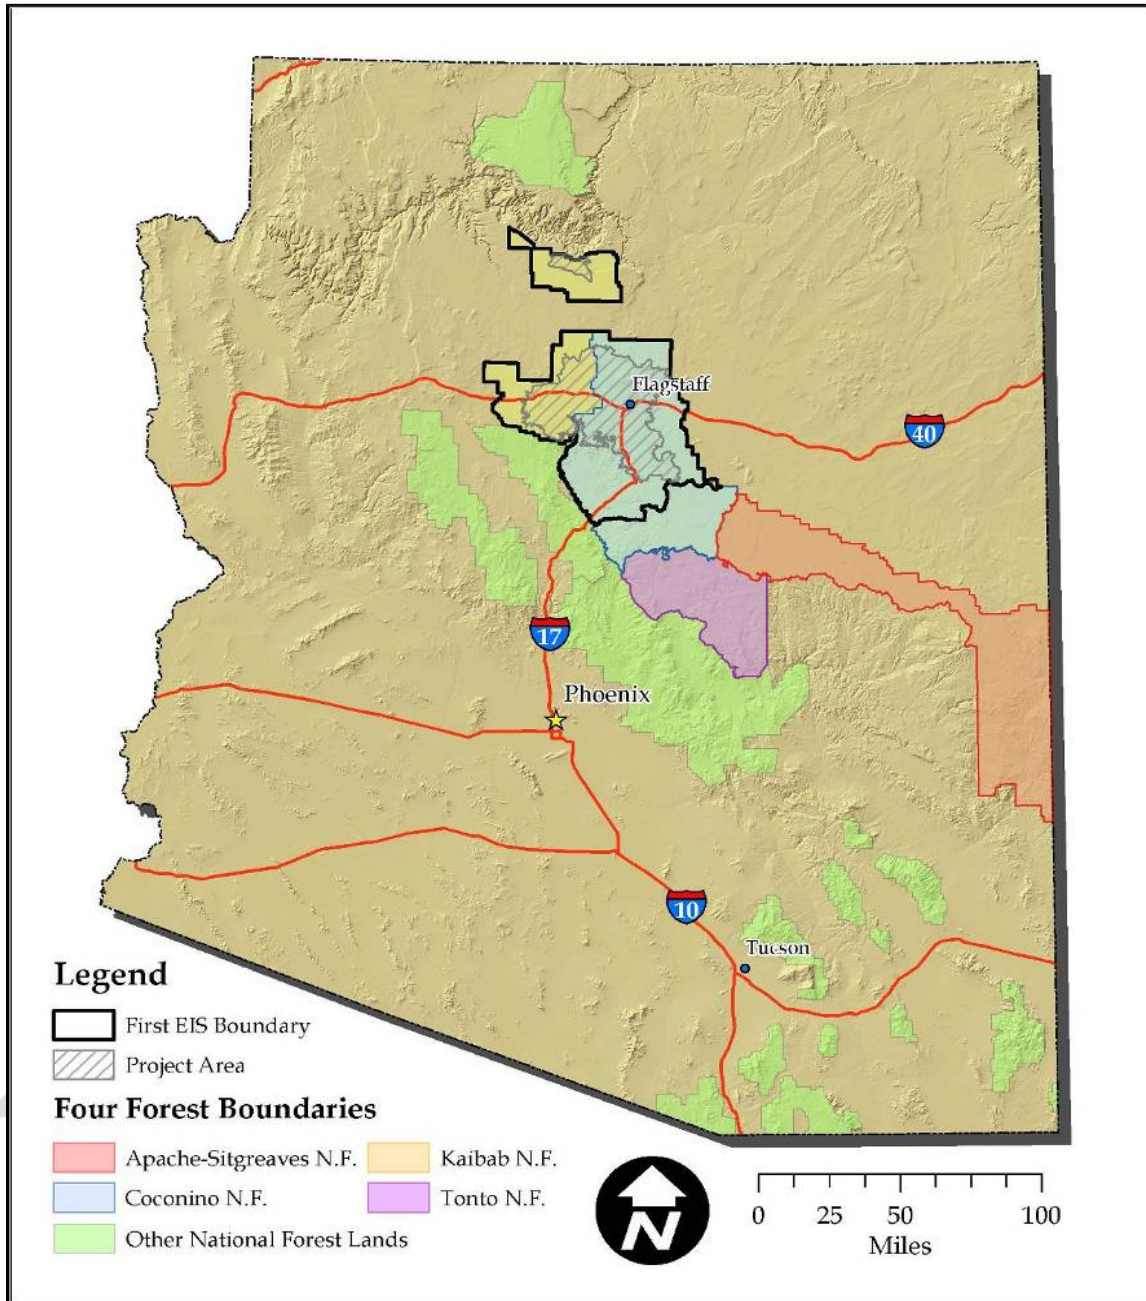 Flagstaff
40
17
Phoenix
10
Tucson
Legend
First EIS Boundary
Project Area
Four Forest Boundaries
Apache-Sitgreaves N.F.
Kaibab N.F.
Coconino N.F.
Tonto N.F.
Other National Forest Lands
N
0 25 50 100
Miles